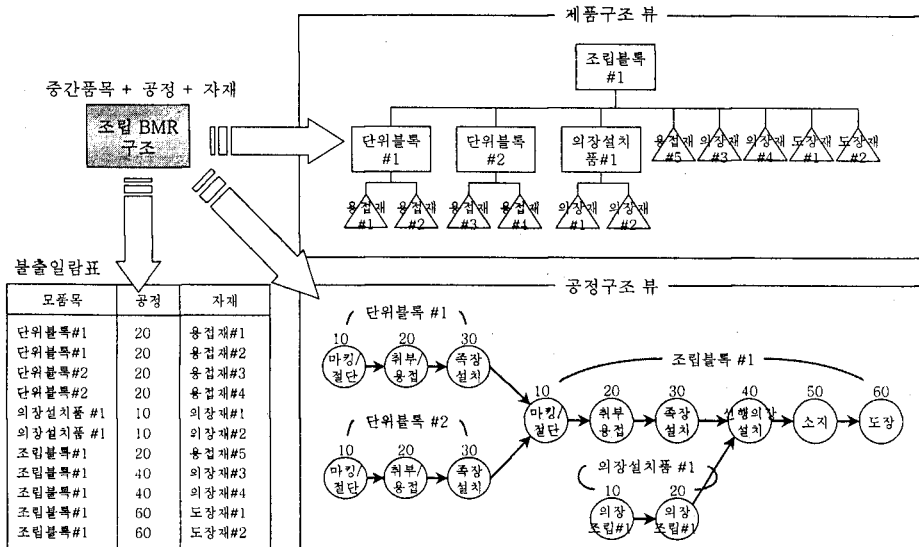 제품구조 뷰
중간품목 + 공정 + 자재
조립 BMR
구조
조립블록
#1
단위블록
#1
단위블록
#2
의장설치
품#1
용접재
#5
의장재
#3
의장재
#4
도장재
#1
도장재
#2
용접재
#1
용접재
#2
용접재
#3
용접재
#4
의장재
#1
의장재
#2
불출일람표
모품목 공정 자재
단위블록#1 20 용접재#1
단위블록#1 20 용접재#2
단위블록#2 20 용접재#3
단위블록#2 20 용접재#4
의장설치품 #1 10 의장재#1
의장설치품 #1 10 의장재#2
조립블록#1 20 용접재#5
조립블록#1 40 의장재#3
조립블록#1 40 의장재#4
조립블록#1 60 도장재#1
조립블록#1 60 도장재#2
공정구조 뷰
단위블록 #1
10 20 30
마킹/
절단
취부/
용접
족장
설치
단위블록 #2
10 20 30
마킹/
절단
취부/
용접
족장
설치
조립블록 #1
10 20 30 40 50 60
마킹/
절단
취부
용접
족장
설치
선행의장
설치
소지
도장
의장설치품 #1
10 20
의장
조립#1
의장
조립#1